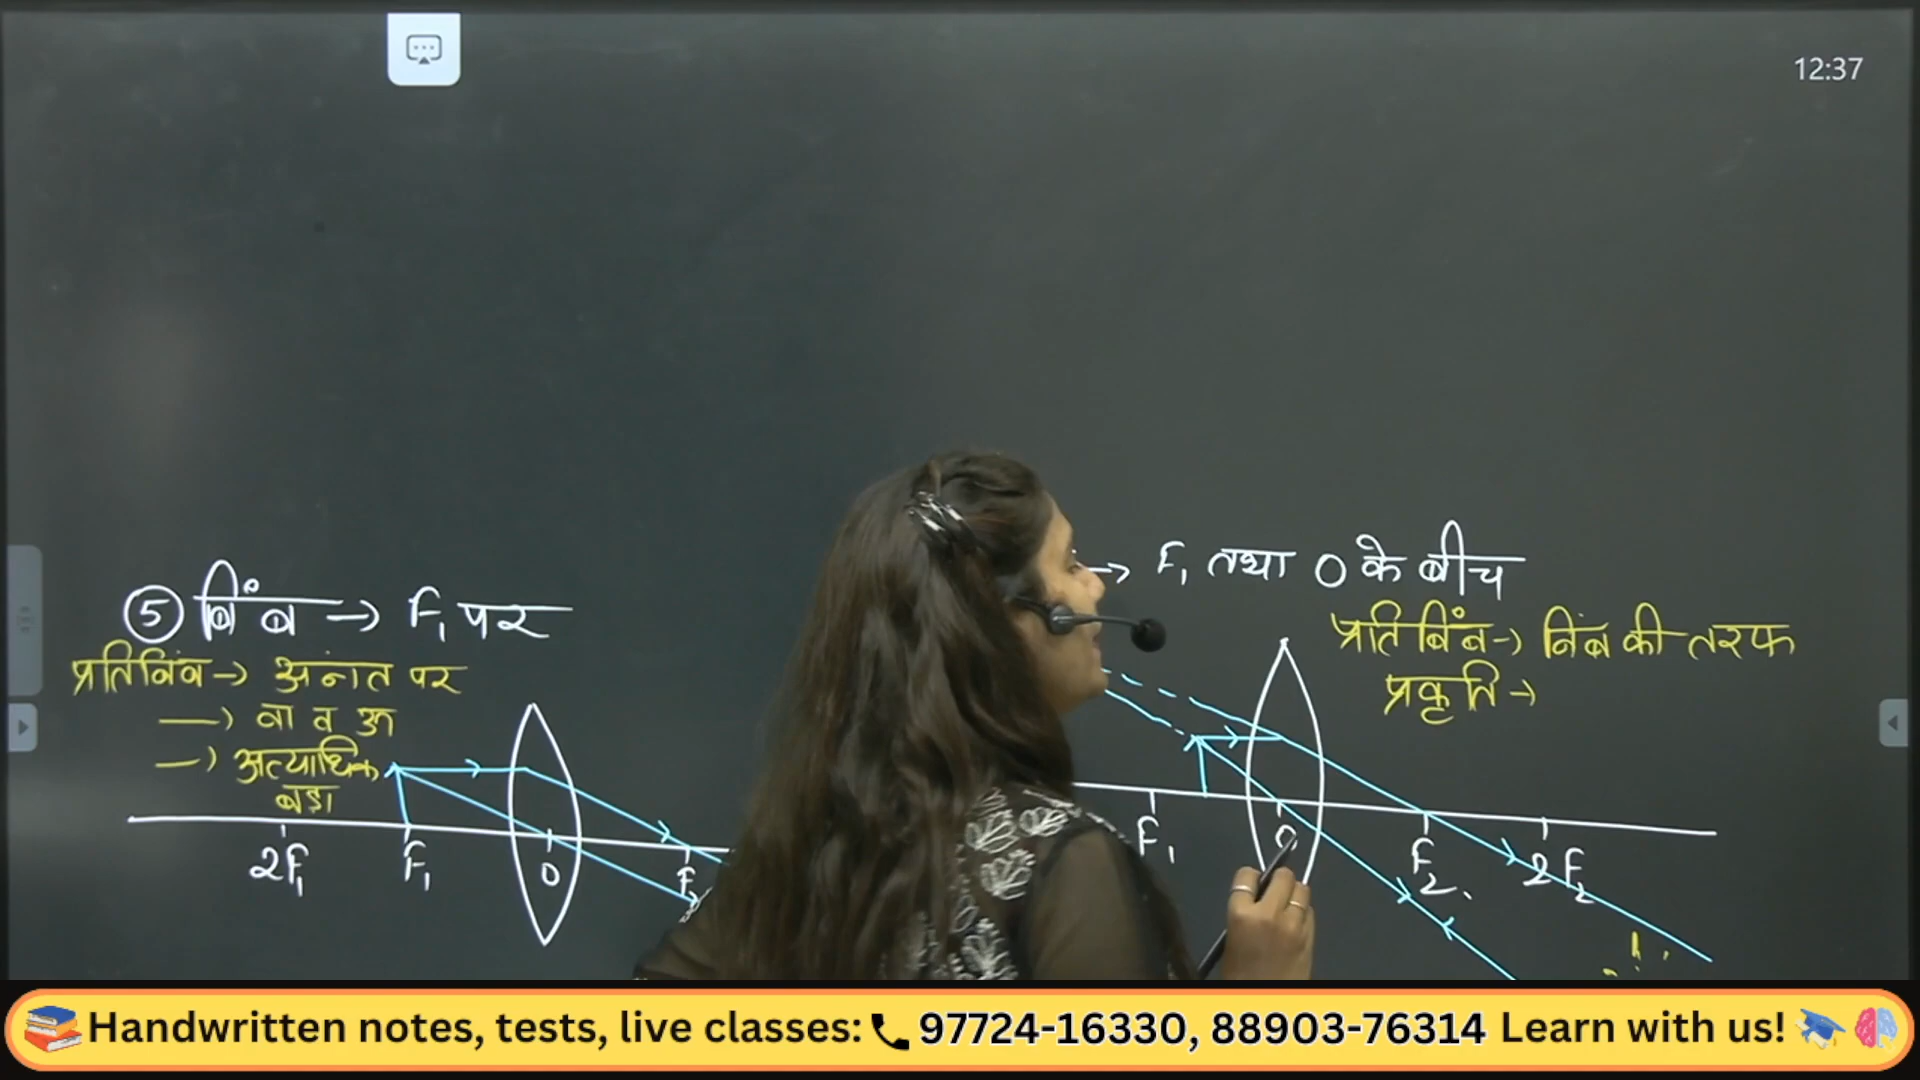 12:37
⑤ बिंब → F₁ पर
प्रतिबिंब → अनंत पर
→ वा व उ
→ अत्याधिक
बड़ा
2F₁ F₁ O F₂
→ F₁ तथा O के बीच
प्रतिबिंब → बिंब की तरफ
प्रकृति →
F₁ O F₂ 2F₂
Handwritten notes, tests, live classes: 97724-16330, 88903-76314 Learn with us!